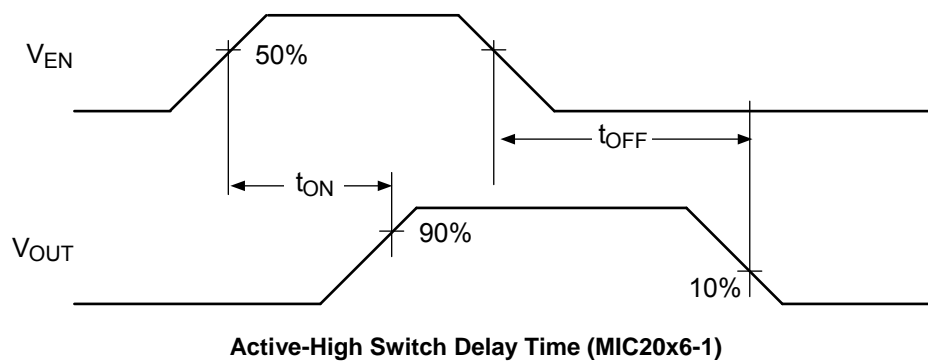 V_EN
50%
t_OFF
t_ON
V_OUT
90%
10%
Active-High Switch Delay Time (MIC20x6-1)